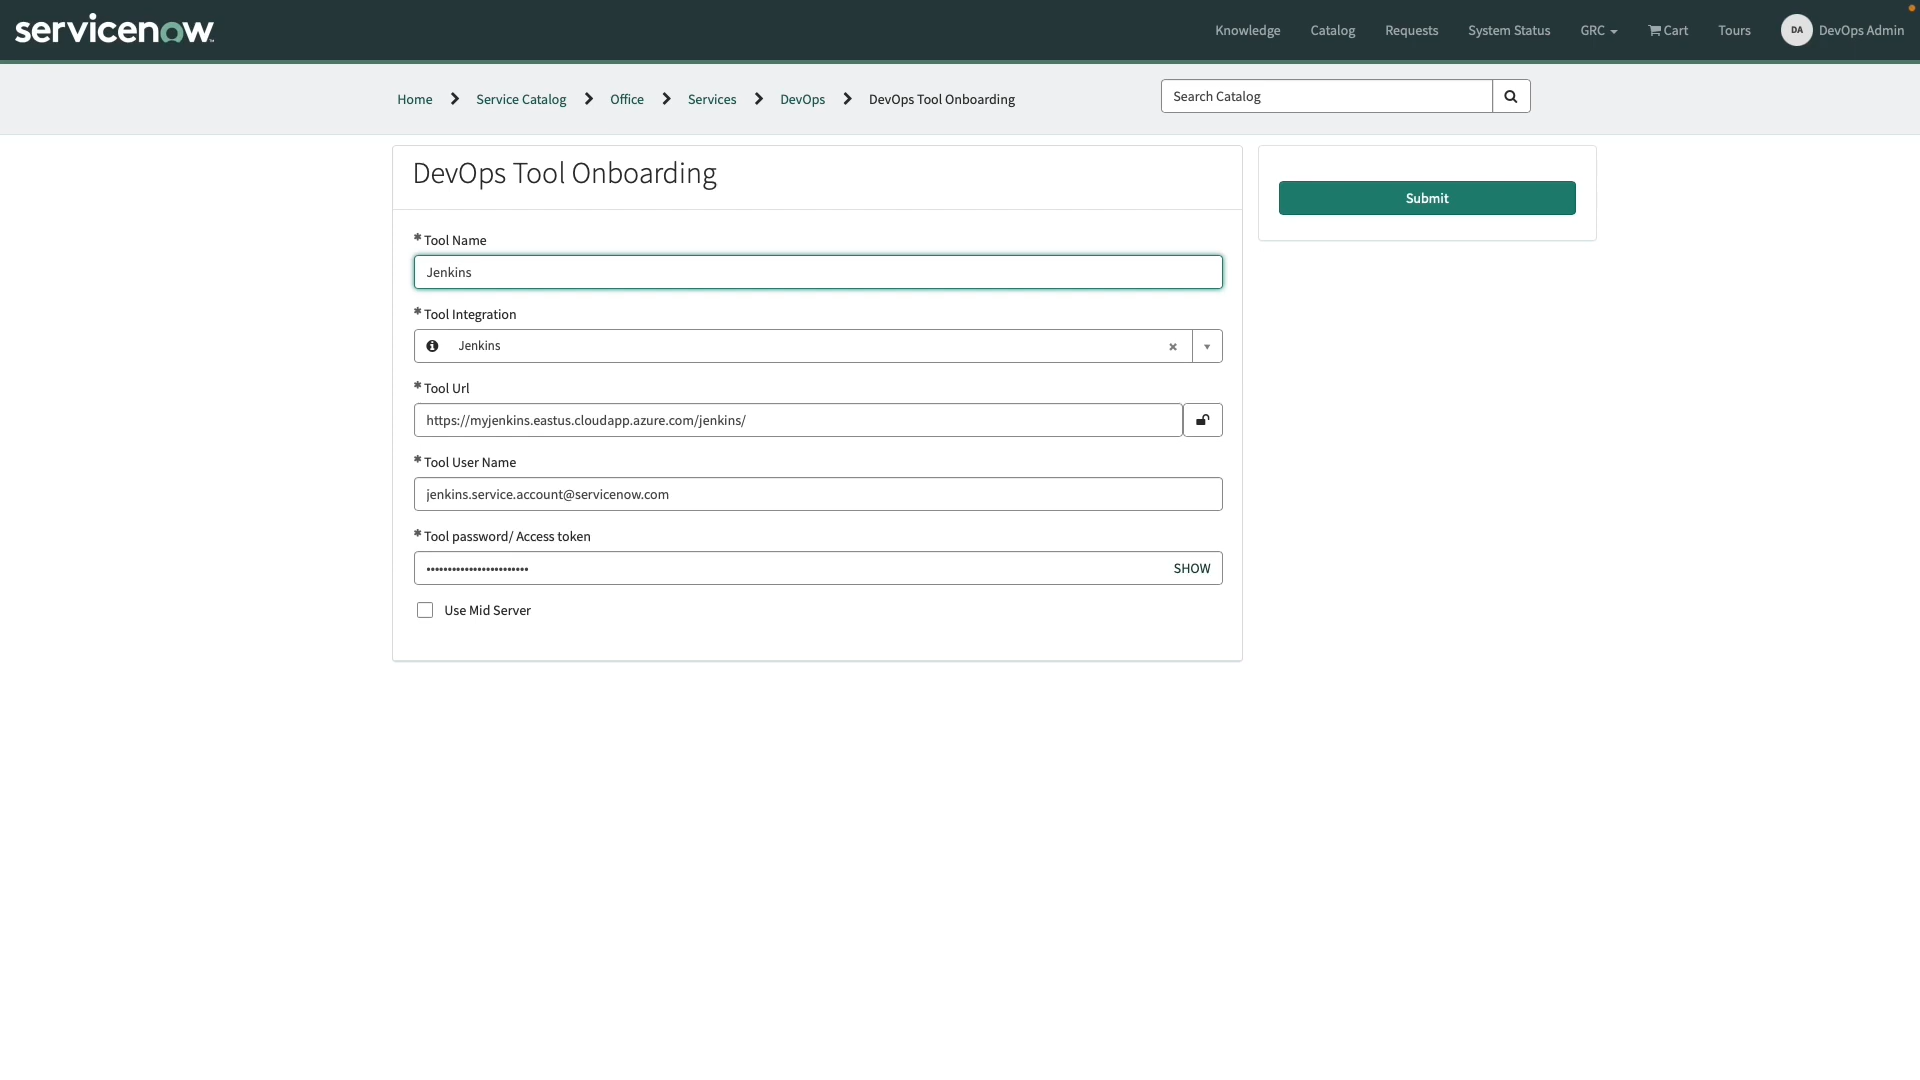 servicenow
Knowledge
Catalog
Requests
System Status
GRC
Cart
Tours
DA
DevOps Admin
Home
Service Catalog
Office
Services
DevOps
DevOps Tool Onboarding
Search Catalog
DevOps Tool Onboarding
Submit
* Tool Name
Jenkins
* Tool Integration
Jenkins
* Tool Url
https://myjenkins.eastus.cloudapp.azure.com/jenkins/
* Tool User Name
jenkins.service.account@servicenow.com
* Tool password/ Access token
••••••••••••••••••••••••
SHOW
Use Mid Server